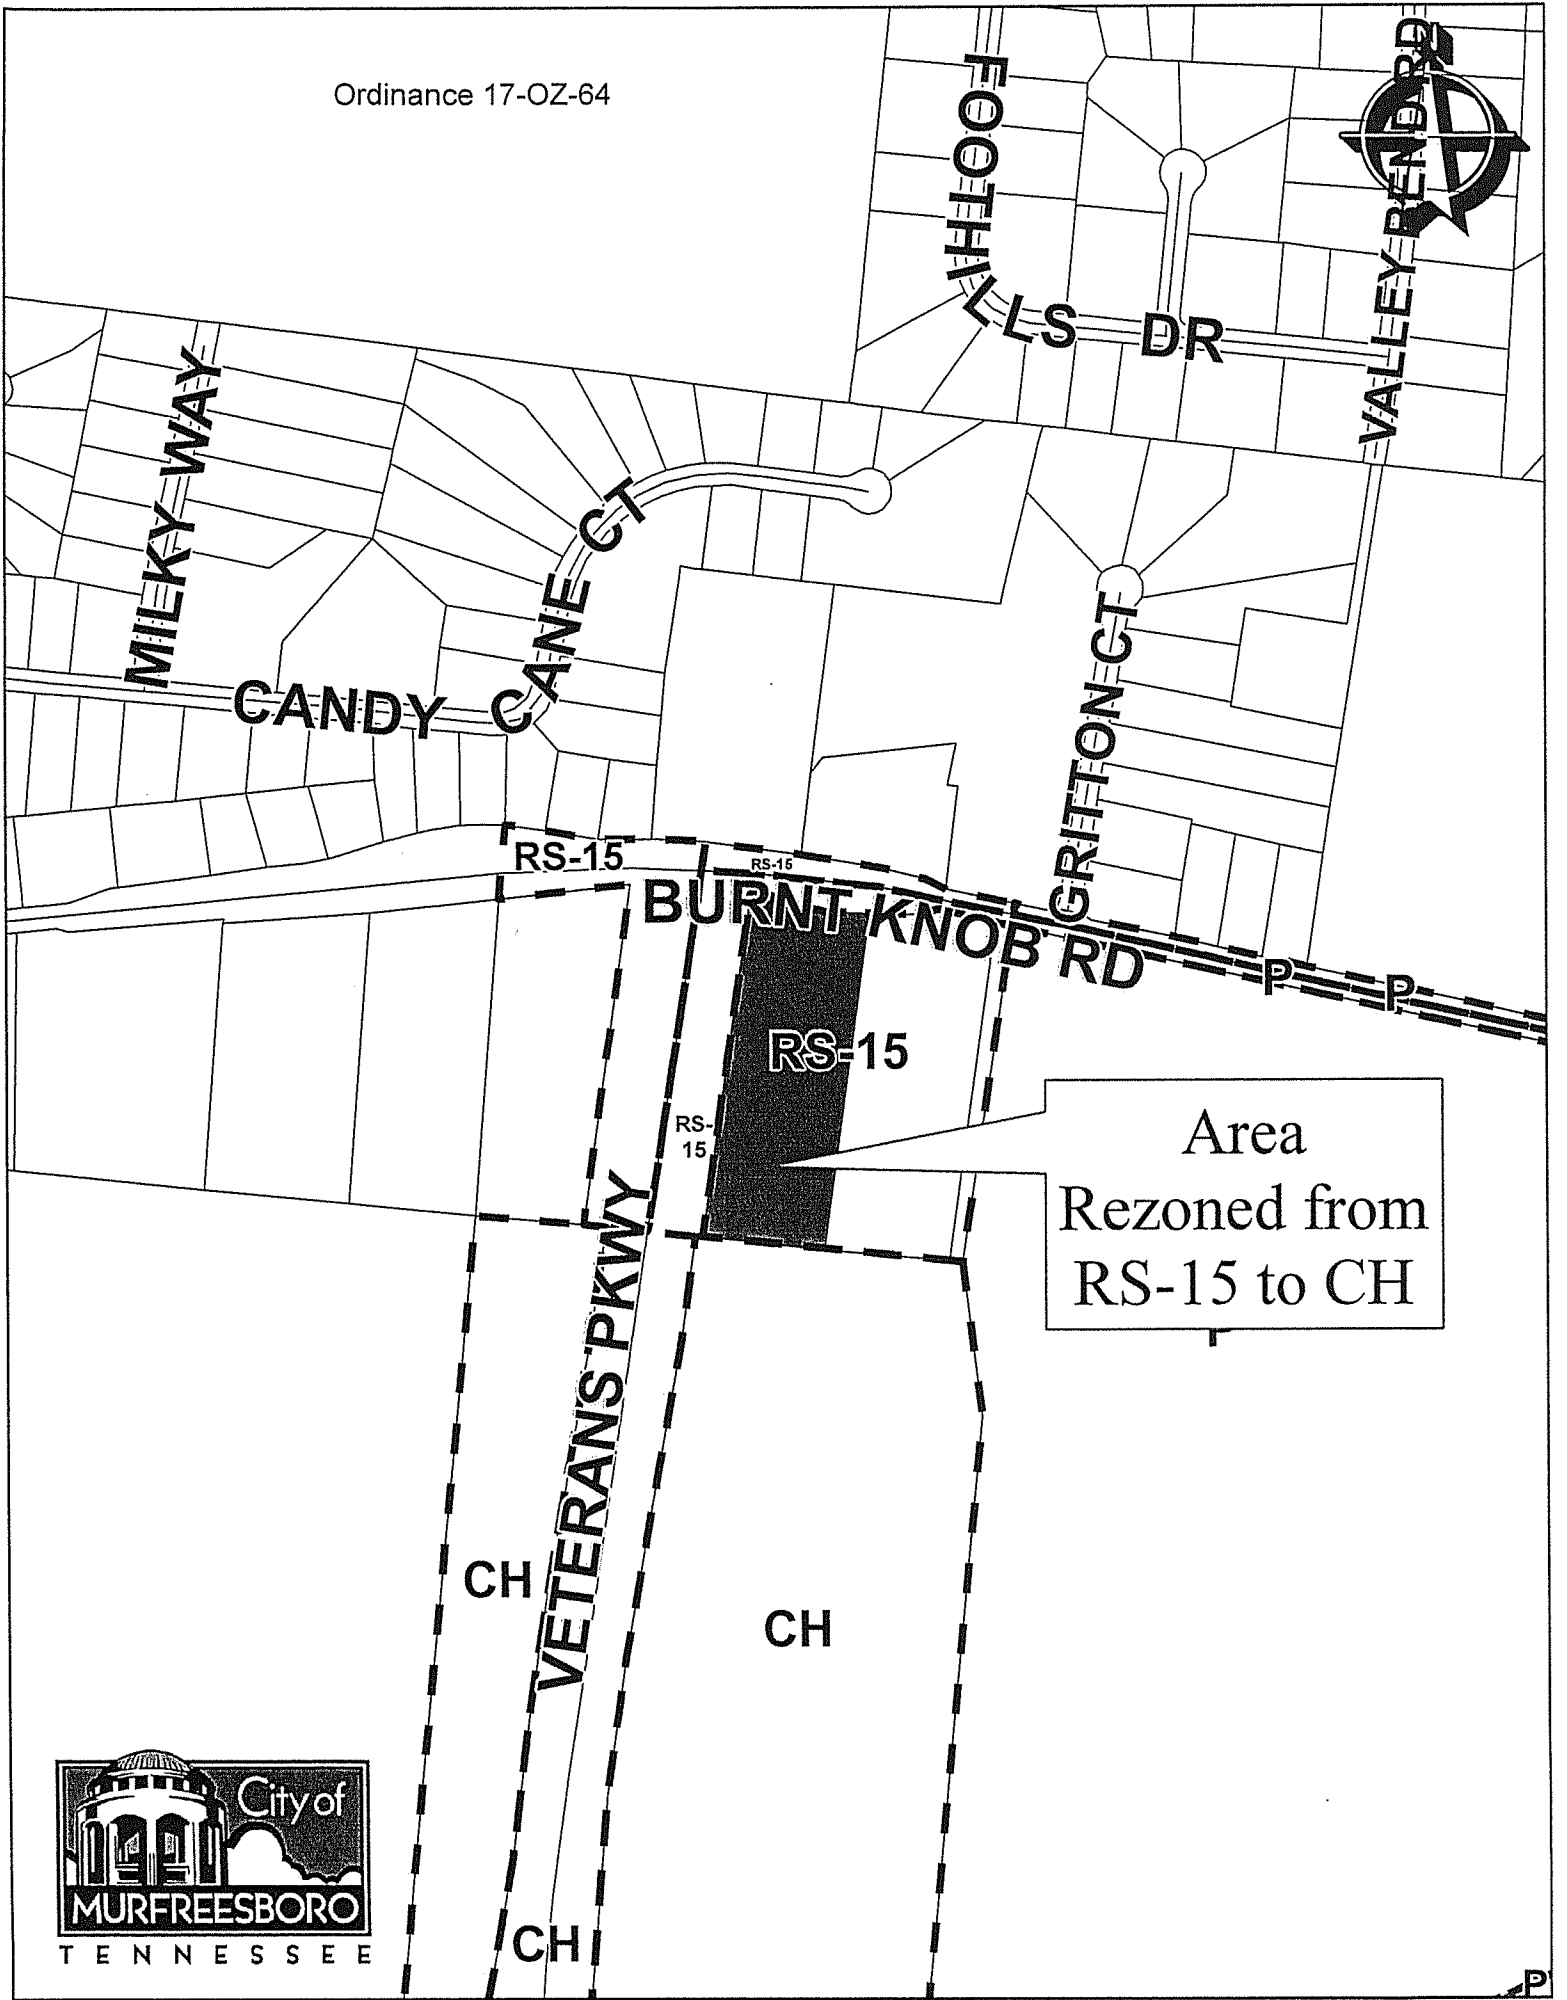 Ordinance 17-OZ-64
FOOTHILLS DR
VALLEY BEND RD
MILKY WAY
CANDY CANE CT
GRITTON CT
RS-15
RS-15
BURNT KNOB RD
P
P
RS-15
RS-
15
Area
Rezoned from
RS-15 to CH
VETERANS PKWY
CH
CH
City of
MURFREESBORO
TENNESSEE
CH
P